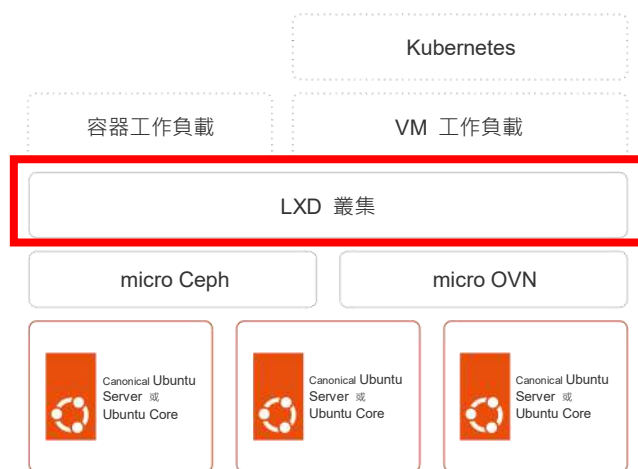 Kubernetes
容器工作負載
VM 工作負載
LXD 叢集
micro Ceph
micro OVN
Canonical Ubuntu
Server 或
Ubuntu Core
Canonical Ubuntu
Server 或
Ubuntu Core
Canonical Ubuntu
Server 或
Ubuntu Core